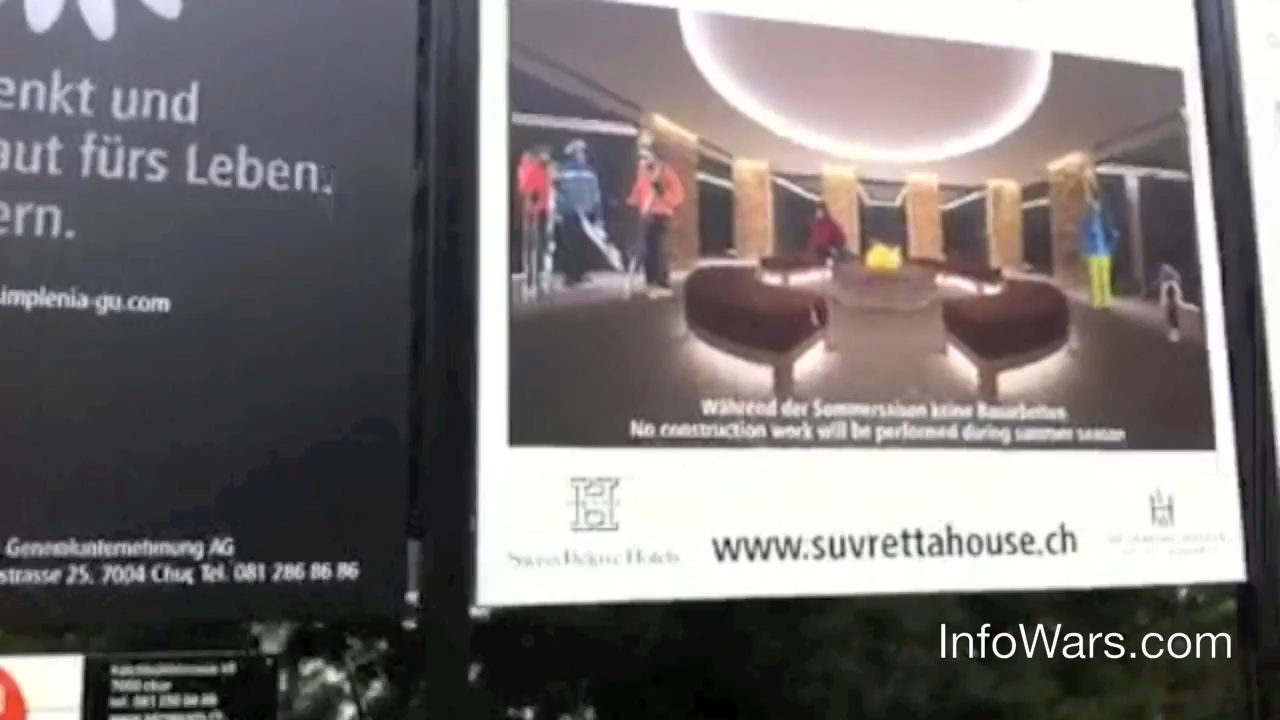 enkt und
aut fürs Leben.
ern.
implenia-gu.com
Generalunternehmung AG
strasse 25, 7004 Chur, Tel. 081 286 86 86
Während der Sommersaison keine Bauarbeiten
No construction work will be performed during summer season
Swiss Deluxe Hotels
www.suvrettahouse.ch
InfoWars.com